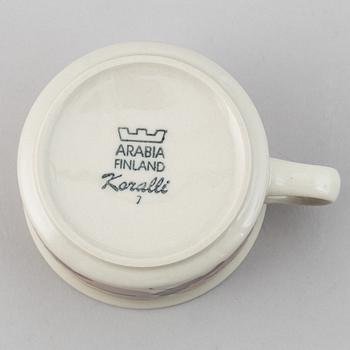 ARABIA
FINLAND
Koralli
7